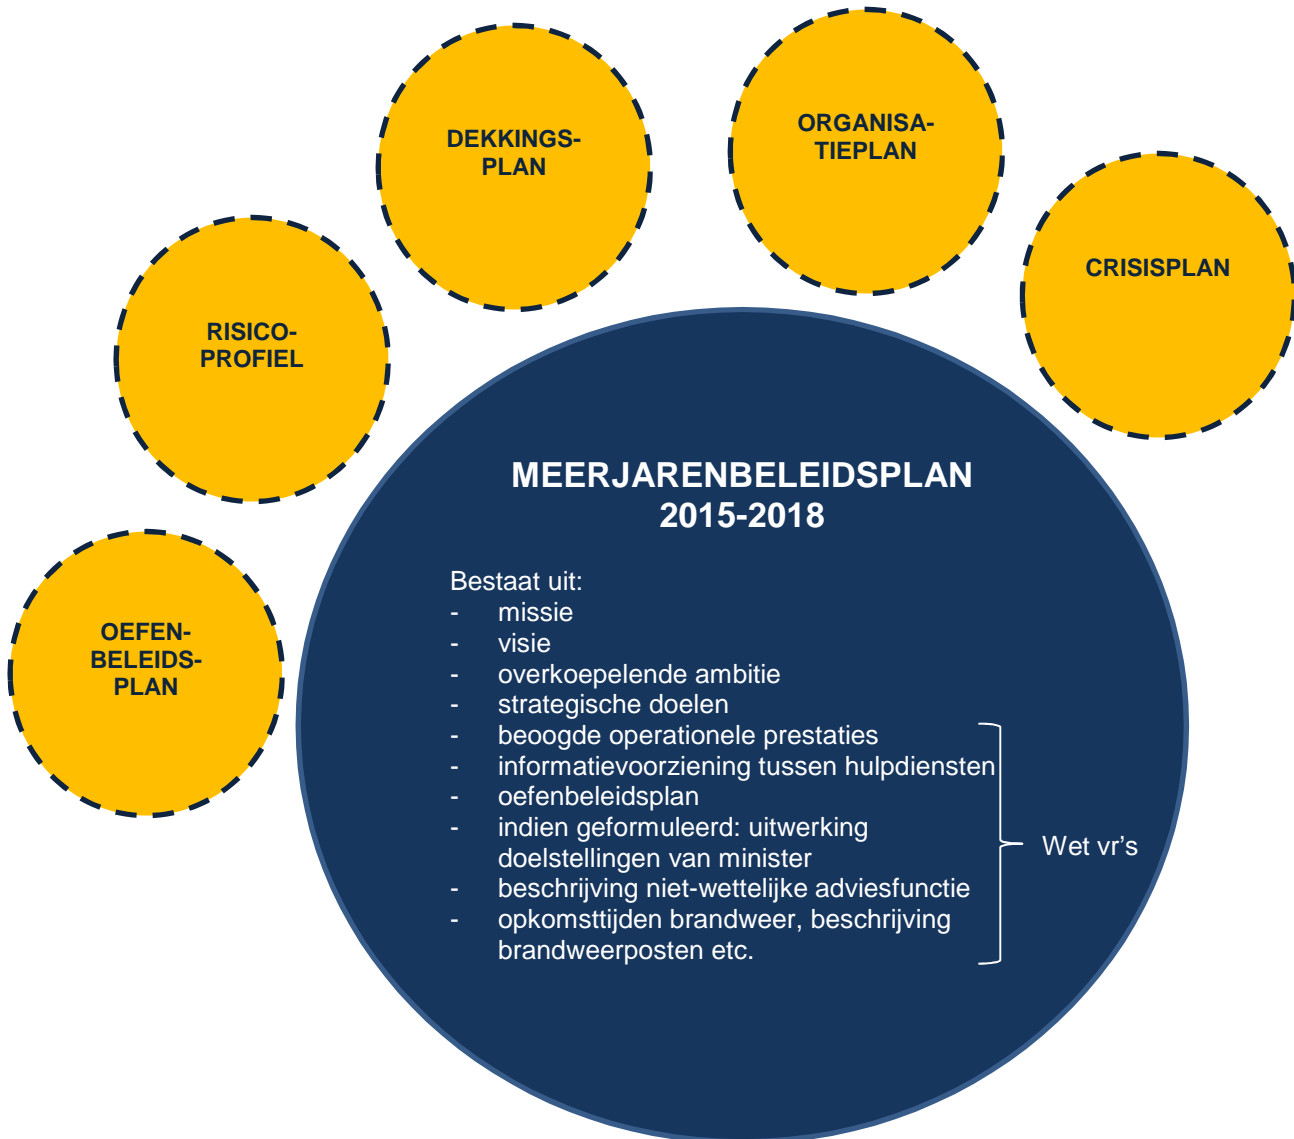 DEKKINGS-
PLAN
ORGANISA-
TIEPLAN
CRISISPLAN
RISICO-
PROFIEL
OEFEN-
BELEIDS-
PLAN
MEERJARENBELEIDSPLAN
2015-2018
Bestaat uit:
- missie
- visie
- overkoepelende ambitie
- strategische doelen
- beoogde operationele prestaties
- informatievoorziening tussen hulpdiensten
- oefenbeleidsplan
- indien geformuleerd: uitwerking
doelstellingen van minister
- beschrijving niet-wettelijke adviesfunctie
- opkomsttijden brandweer, beschrijving
brandweerposten etc.
Wet vr’s